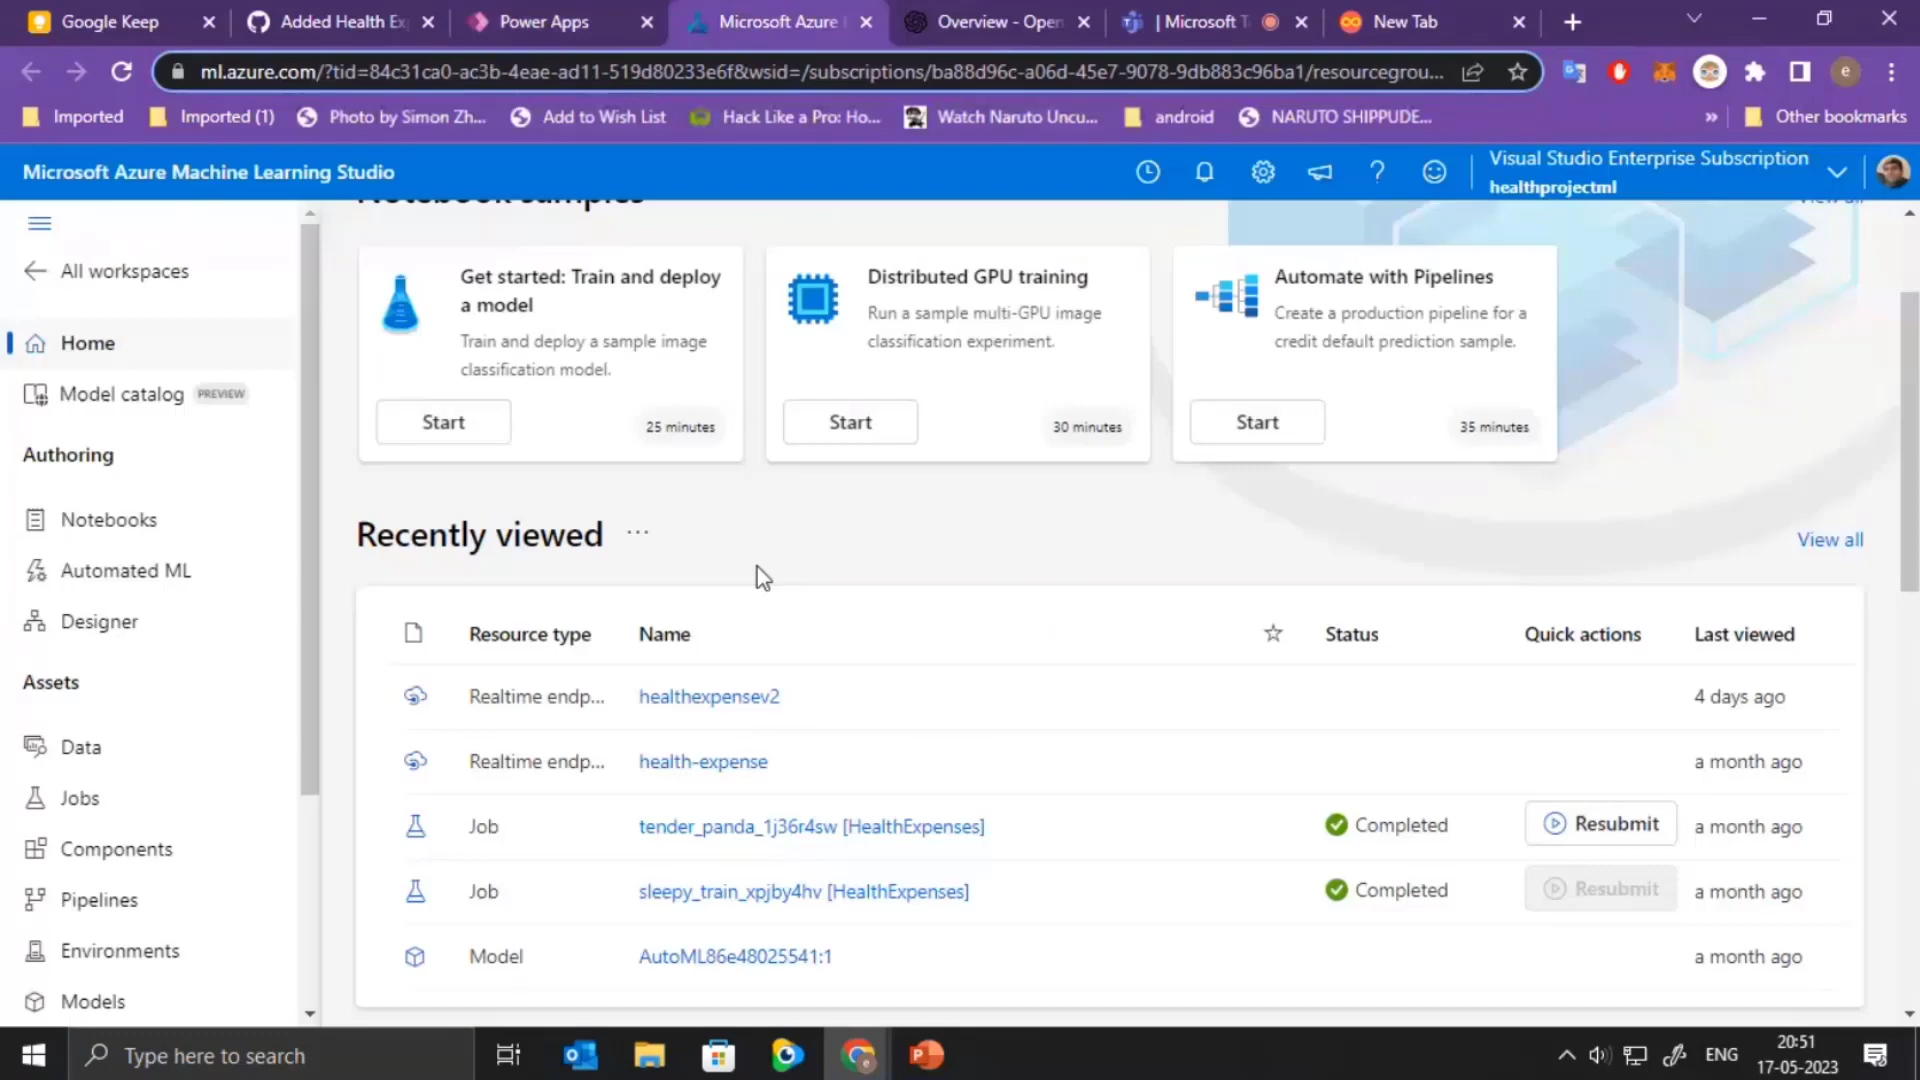 Google Keep
Added Health Ex
Power Apps
Microsoft Azure
Overview - Open
| Microsoft T
New Tab
ml.azure.com/?tid=84c31ca0-ac3b-4eae-ad11-519d80233e6f&wsid=/subscriptions/ba88d96c-a06d-45e7-9078-9db883c96ba1/resourcegrou...
e
Imported
Imported (1)
Photo by Simon Zh...
Add to Wish List
Hack Like a Pro: Ho...
Watch Naruto Uncu...
android
NARUTO SHIPPUDE...
»
Other bookmarks
Microsoft Azure Machine Learning Studio
Visual Studio Enterprise Subscription
healthprojectml
Notebook samples
View all
All workspaces
Home
Model catalog PREVIEW
Authoring
Notebooks
Automated ML
Designer
Assets
Data
Jobs
Components
Pipelines
Environments
Models
Get started: Train and deploy
a model
Train and deploy a sample image
classification model.
Start
25 minutes
Distributed GPU training
Run a sample multi-GPU image
classification experiment.
Start
30 minutes
Automate with Pipelines
Create a production pipeline for a
credit default prediction sample.
Start
35 minutes
Recently viewed ...
View all
Resource type Name Status Quick actions Last viewed
Realtime endp... healthexpensev2 4 days ago
Realtime endp... health-expense a month ago
Job tender_panda_1j36r4sw [HealthExpenses] Completed Resubmit a month ago
Job sleepy_train_xpjby4hv [HealthExpenses] Completed Resubmit a month ago
Model AutoML86e48025541:1 a month ago
Type here to search
ENG
20:51
17-05-2023